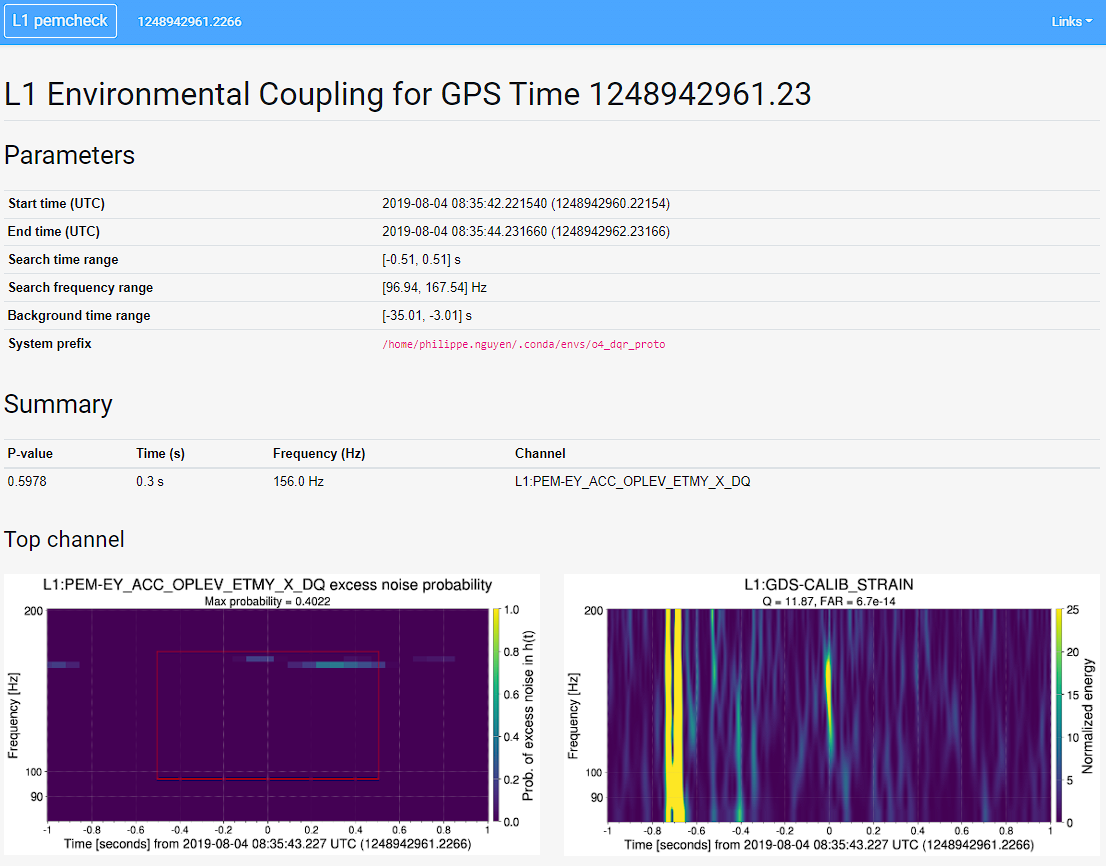 L1 pemcheck 1248942961.2266 Links
L1 Environmental Coupling for GPS Time 1248942961.23
Parameters
Start time (UTC) 2019-08-04 08:35:42.221540 (1248942960.22154)
End time (UTC) 2019-08-04 08:35:44.231660 (1248942962.23166)
Search time range [-0.51, 0.51] s
Search frequency range [96.94, 167.54] Hz
Background time range [-35.01, -3.01] s
System prefix /home/philippe.nguyen/.conda/envs/o4_dqr_proto
Summary
P-value Time (s) Frequency (Hz) Channel
0.5978 0.3 s 156.0 Hz L1:PEM-EY_ACC_OPLEV_ETMY_X_DQ
Top channel
L1:PEM-EY_ACC_OPLEV_ETMY_X_DQ excess noise probability
Max probability = 0.4022
200
100
90
Frequency [Hz]
-1 -0.8 -0.6 -0.4 -0.2 0 0.2 0.4 0.6 0.8 1
Time [seconds] from 2019-08-04 08:35:43.227 UTC (1248942961.2266)
1.0
0.8
0.6
0.4
0.2
0.0
Prob. of excess noise in h(t)
L1:GDS-CALIB_STRAIN
Q = 11.87, FAR = 6.7e-14
200
100
90
Frequency [Hz]
-1 -0.8 -0.6 -0.4 -0.2 0 0.2 0.4 0.6 0.8 1
Time [seconds] from 2019-08-04 08:35:43.227 UTC (1248942961.2266)
25
20
15
10
5
0
Normalized energy